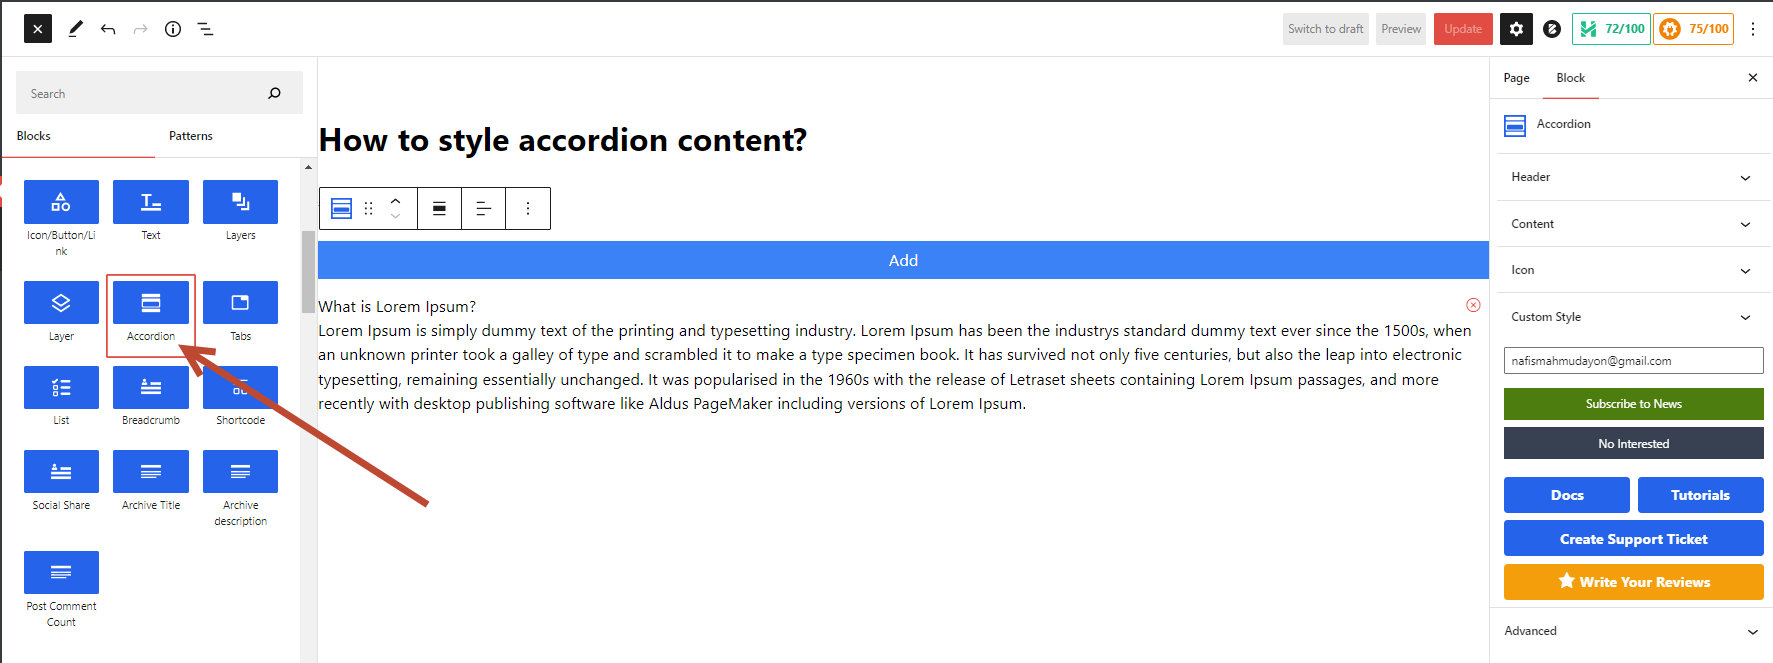 Switch to draft
Preview
Update
72/100
75/100
Search
Blocks
Patterns
Icon/Button/Li
nk
Text
Layers
Layer
Accordion
Tabs
List
Breadcrumb
Shortcode
Social Share
Archive Title
Archive
description
Post Comment
Count
How to style accordion content?
Add
What is Lorem Ipsum?
Lorem Ipsum is simply dummy text of the printing and typesetting industry. Lorem Ipsum has been the industrys standard dummy text ever since the 1500s, when
an unknown printer took a galley of type and scrambled it to make a type specimen book. It has survived not only five centuries, but also the leap into electronic
typesetting, remaining essentially unchanged. It was popularised in the 1960s with the release of Letraset sheets containing Lorem Ipsum passages, and more
recently with desktop publishing software like Aldus PageMaker including versions of Lorem Ipsum.
Page
Block
Accordion
Header
Content
Icon
Custom Style
nafismahmudayon@gmail.com
Subscribe to News
No Interested
Docs
Tutorials
Create Support Ticket
Write Your Reviews
Advanced